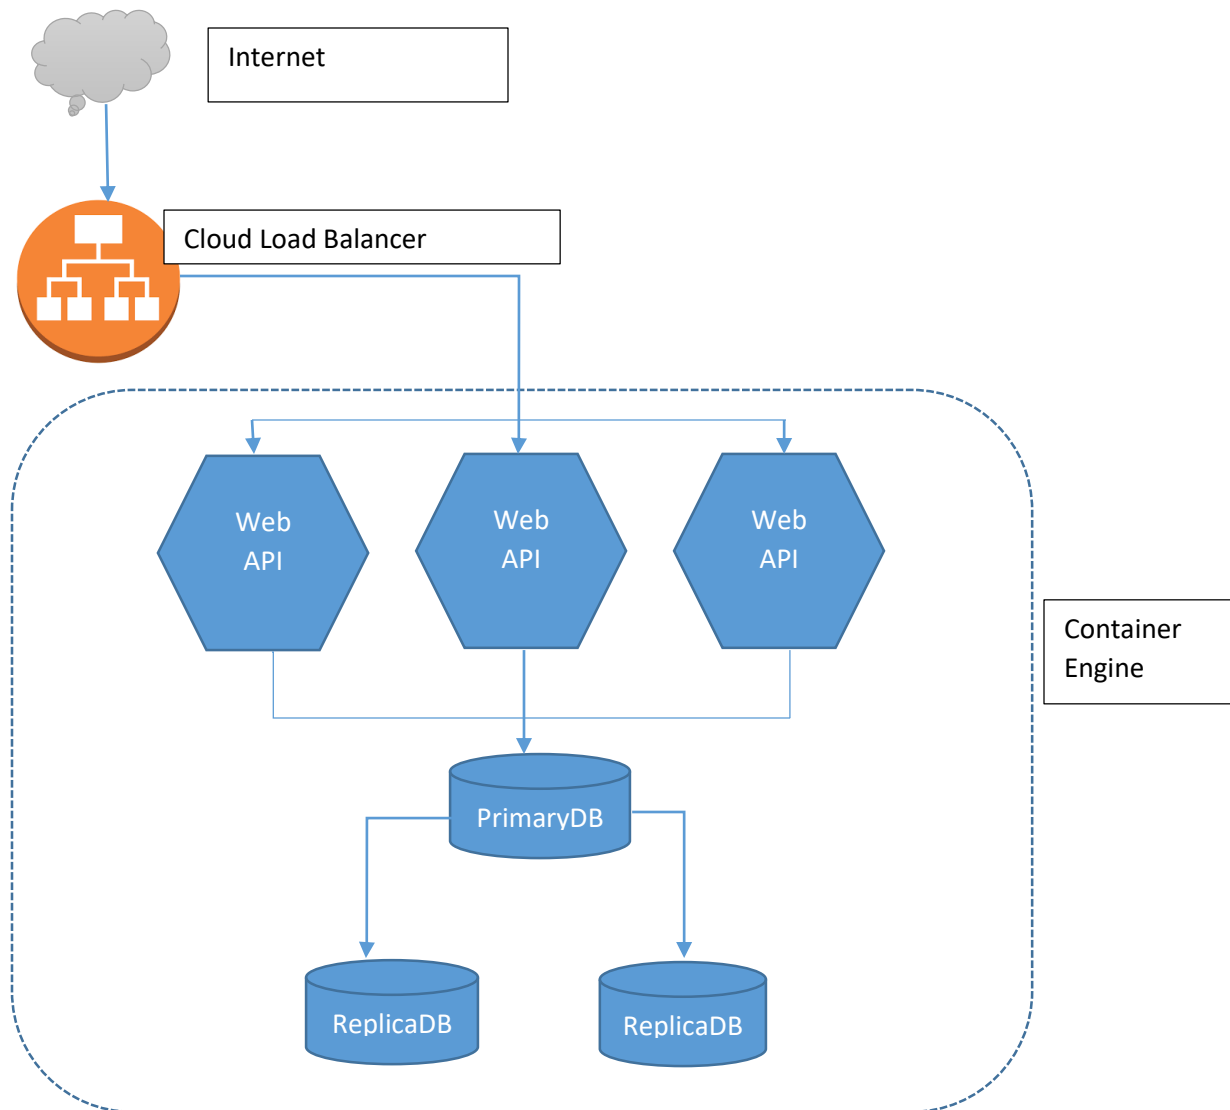 Internet
Cloud Load Balancer
Web
API
Web
API
Web
API
Container
Engine
PrimaryDB
ReplicaDB
ReplicaDB